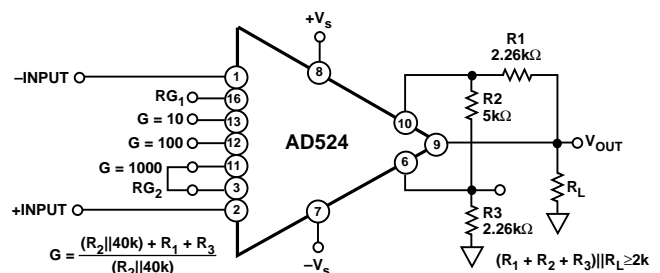 +Vs
R1
2.26kΩ
–INPUT
1
8
RG1
16
R2
5kΩ
G = 10
13
10
G = 100
12
AD524
9
VOUT
G = 1000
11
6
RG2
3
RL
+INPUT
2
7
R3
2.26kΩ
G = (R2||40k) + R1 + R3
(R2||40k)
–Vs
(R1 + R2 + R3)||RL ≥2k